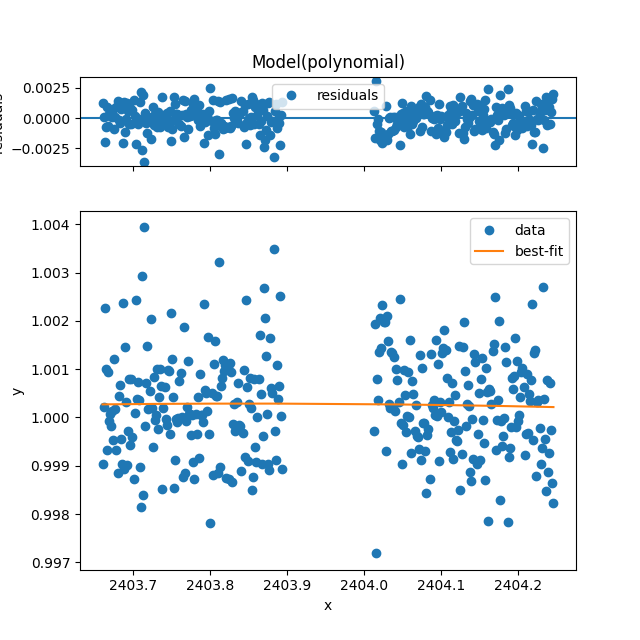 Model(polynomial)
residuals
0.0025
0.0000
−0.0025
residuals
1.004
1.003
1.002
1.001
1.000
0.999
0.998
0.997
y
data
best-fit
2403.7 2403.8 2403.9 2404.0 2404.1 2404.2
x